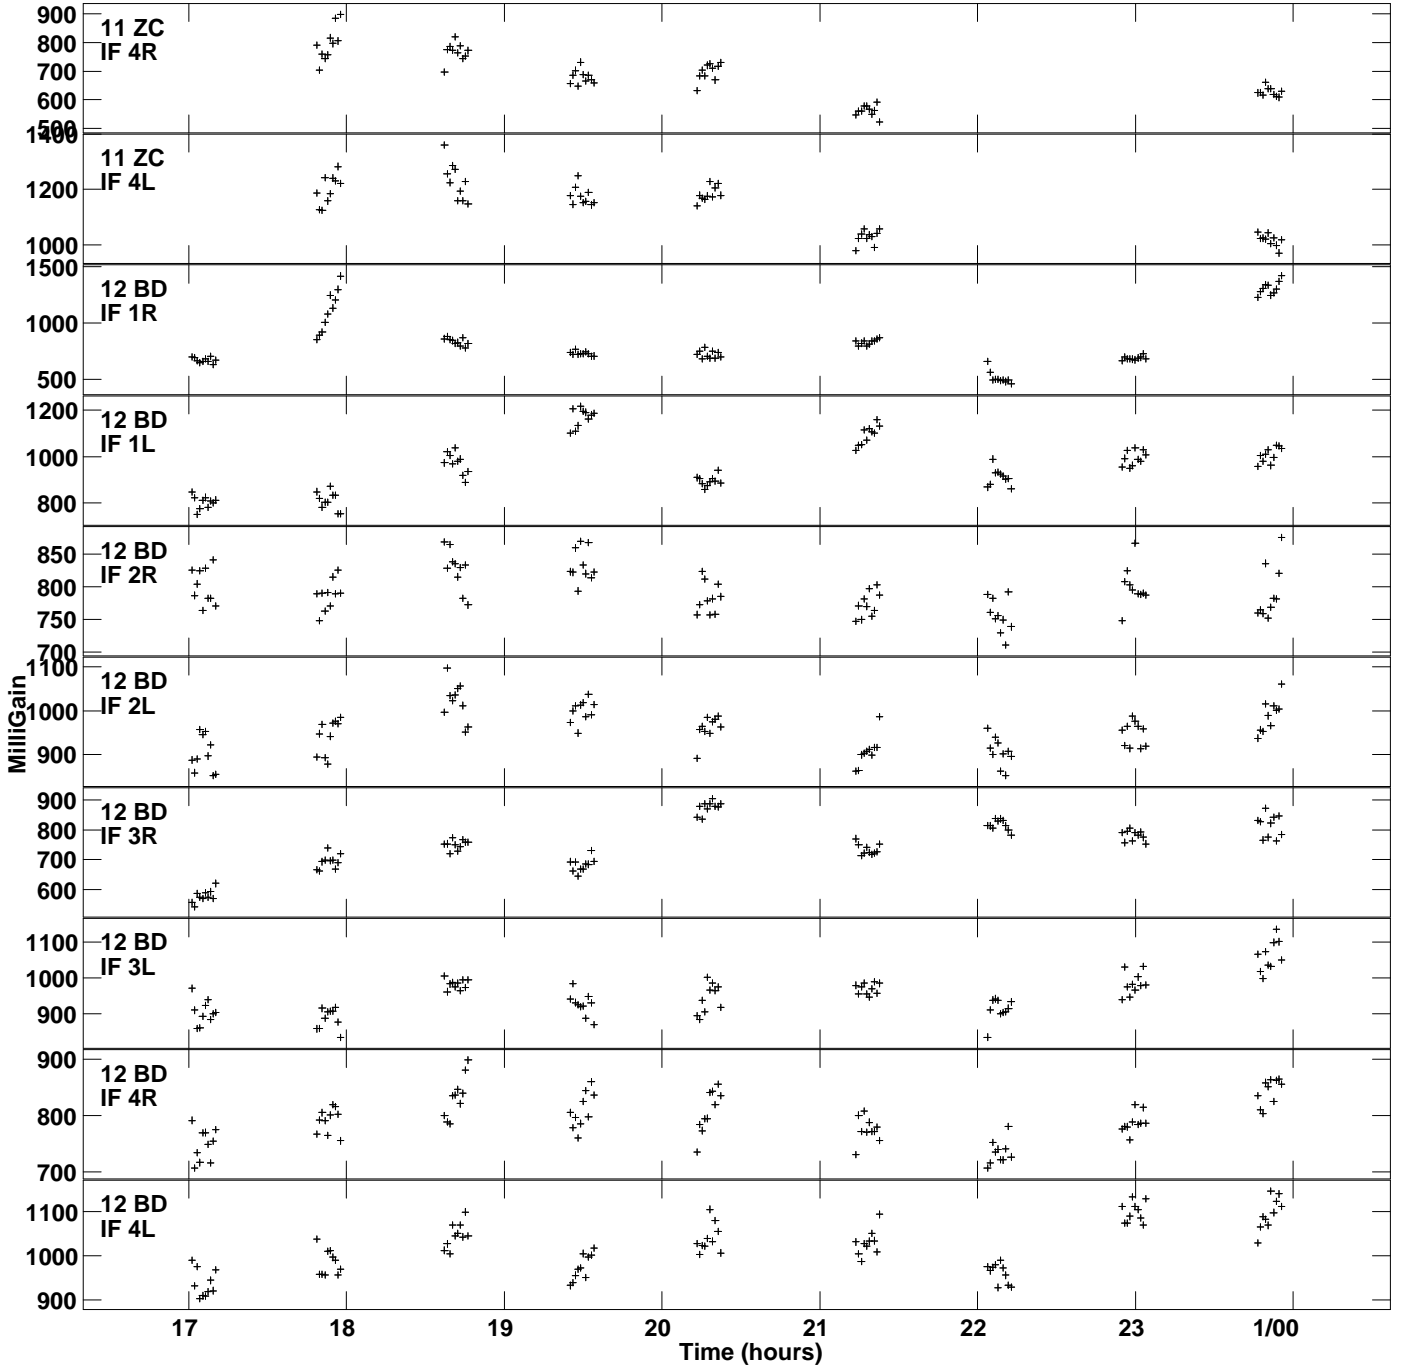 900
800
700
600
500
11 ZC
IF 4R
1400
1200
1000
11 ZC
IF 4L
1500
1000
500
12 BD
IF 1R
1200
1000
800
12 BD
IF 1L
850
800
750
700
12 BD
IF 2R
1100
1000
900
12 BD
IF 2L
900
800
700
600
12 BD
IF 3R
1100
1000
900
12 BD
IF 3L
900
800
700
12 BD
IF 4R
1100
1000
900
12 BD
IF 4L
MilliGain
17 18 19 20 21 22 23 1/00
Time (hours)